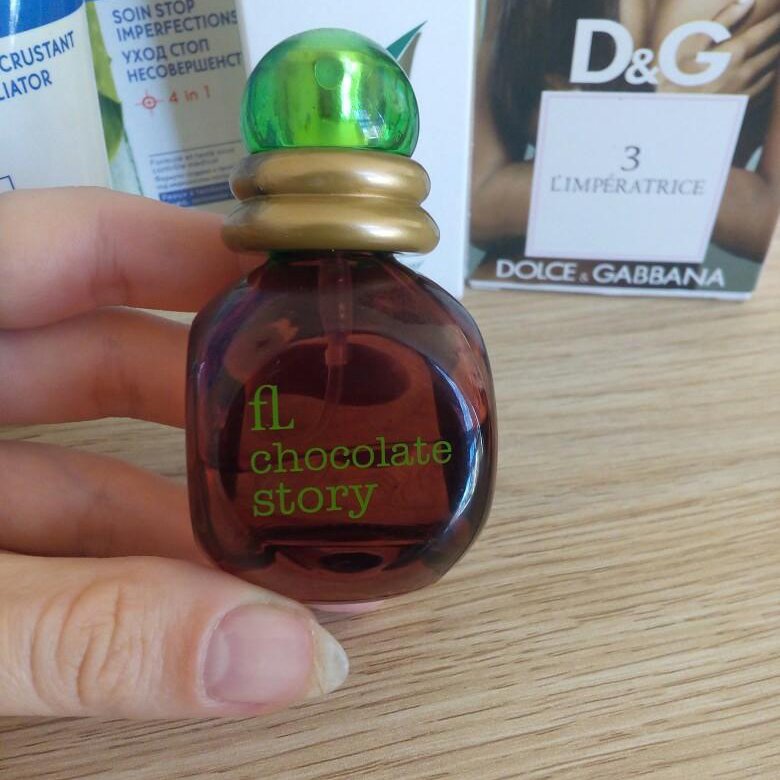 CRUSTANT
LIATOR
SOIN STOP
IMPERFECTIONS
УХОД СТОП
НЕСОВЕРШЕНСТ
4 in 1
D&G
3
L'IMPÉRATRICE
DOLCE & GABBANA
fL
chocolate
story